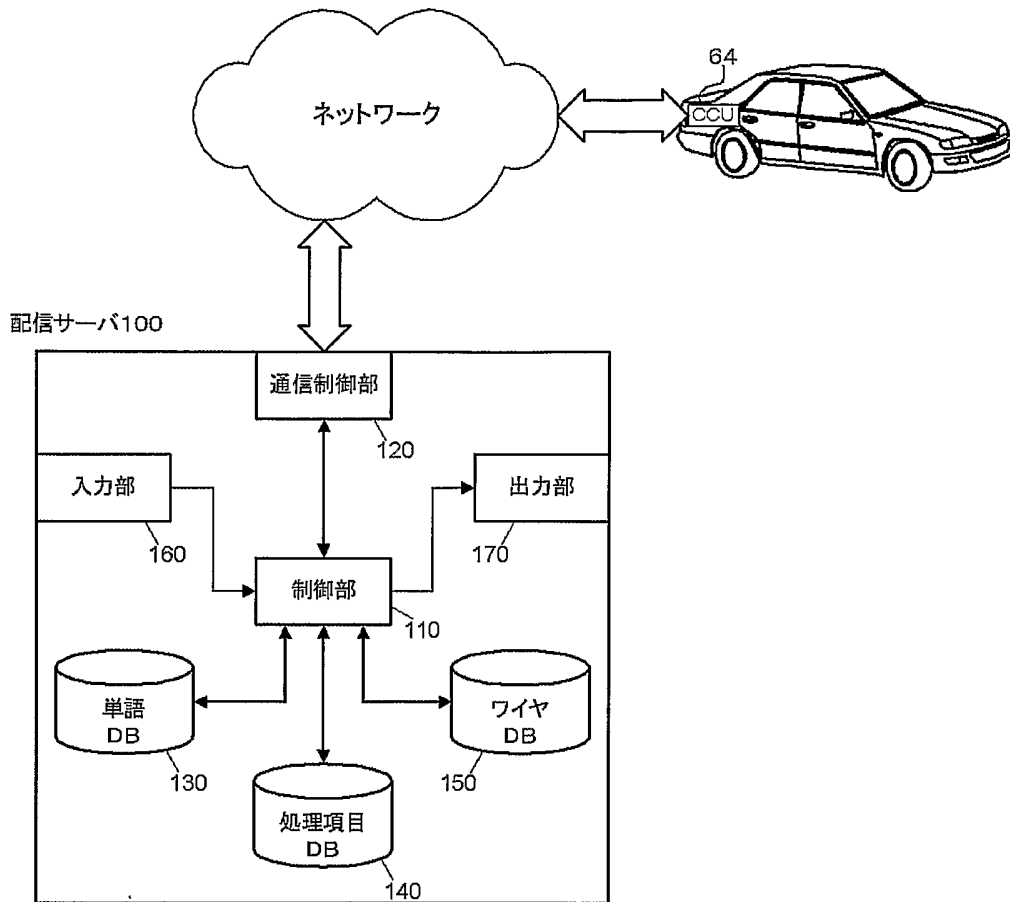 ネットワーク
64
CCU
配信サーバ100
通信制御部
120
入力部
160
出力部
170
制御部
110
単語
DB
130
ワイヤ
DB
150
処理項目
DB
140